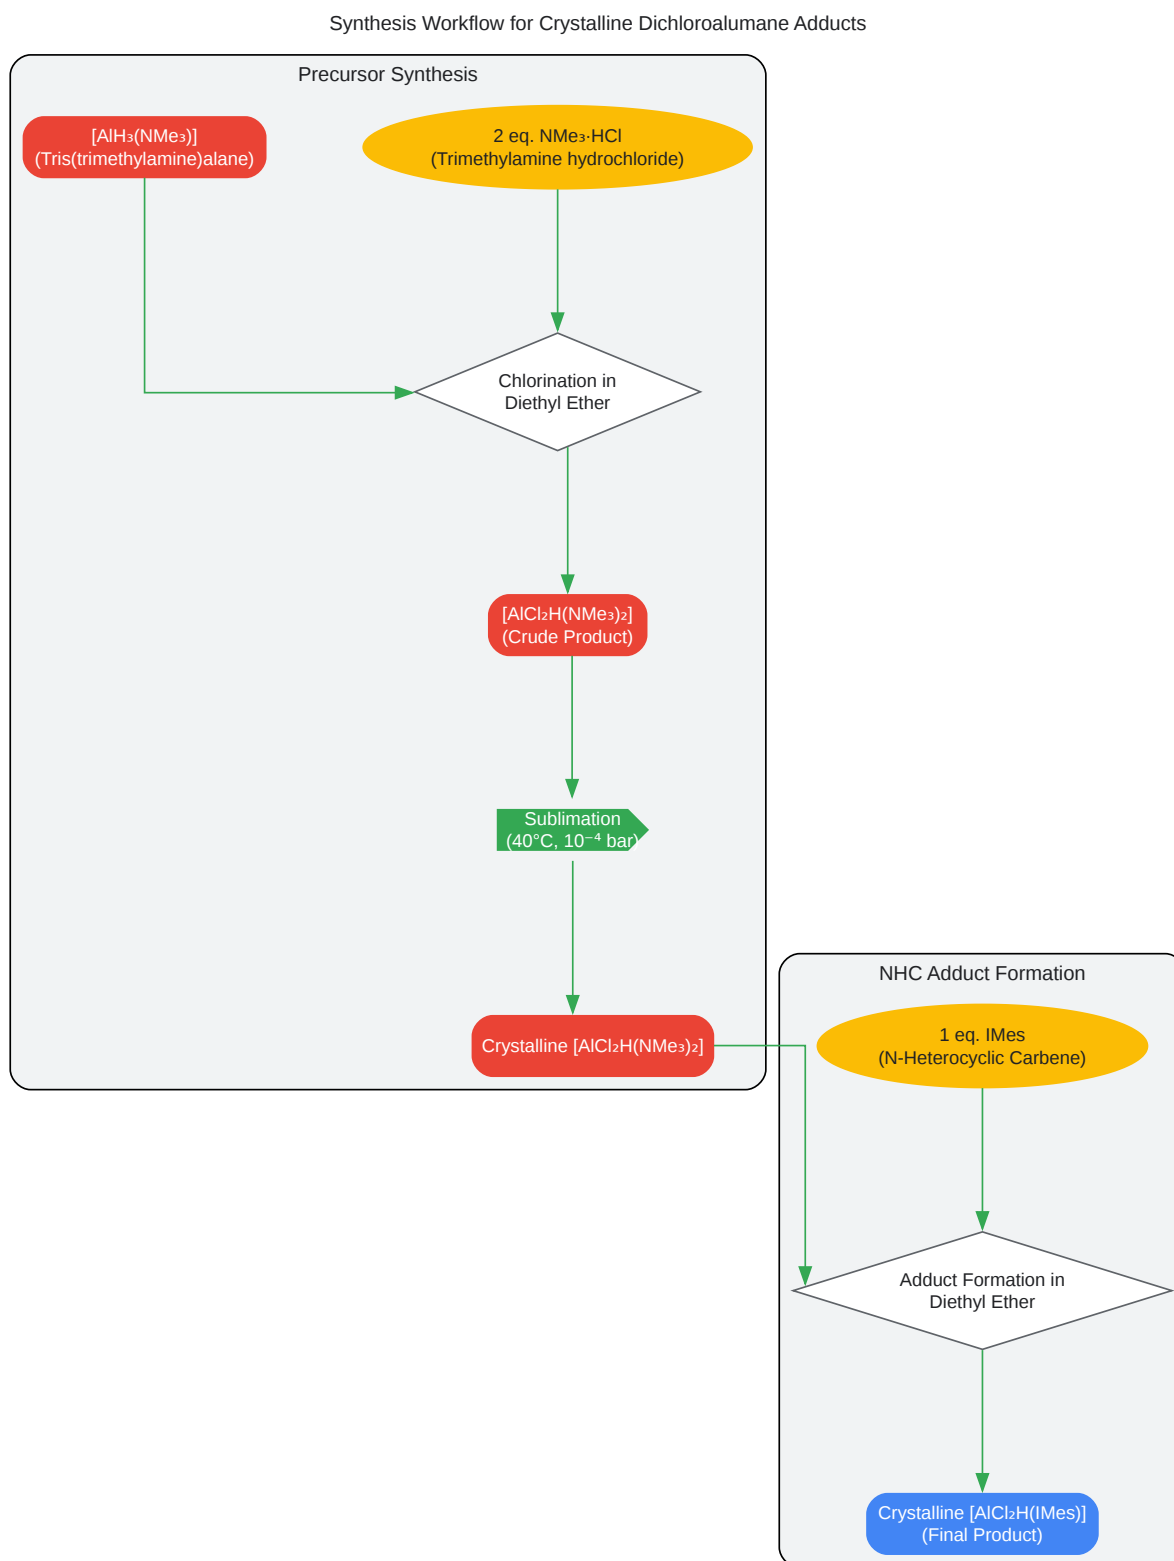 Synthesis Workflow for Crystalline Dichloroalumane Adducts
Precursor Synthesis
[AlH₃(NMe₃)]
(Tris(trimethylamine)alane)
2 eq. NMe₃·HCl
(Trimethylamine hydrochloride)
Chlorination in
Diethyl Ether
[AlCl₂H(NMe₃)₂]
(Crude Product)
Sublimation
(40°C, 10⁻⁴ bar)
Crystalline [AlCl₂H(NMe₃)₂]
NHC Adduct Formation
1 eq. IMes
(N-Heterocyclic Carbene)
Adduct Formation in
Diethyl Ether
Crystalline [AlCl₂H(IMes)]
(Final Product)